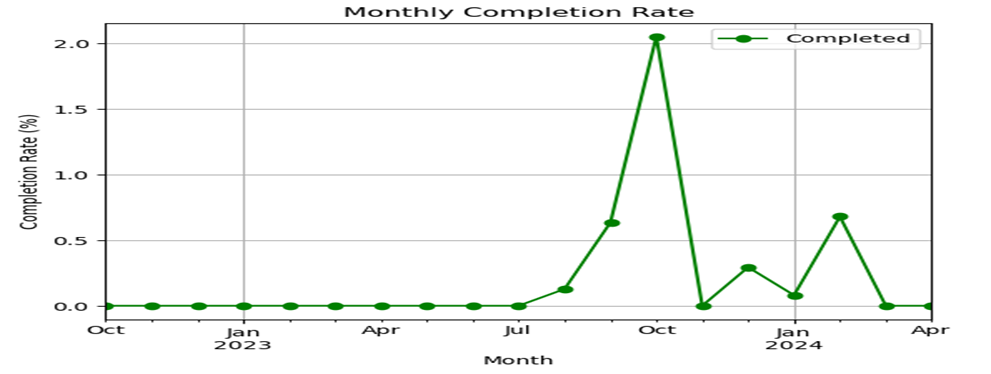 Monthly Completion Rate
Completed
Completion Rate (%)
2.0
1.5
1.0
0.5
0.0
Oct Jan Apr Jul Oct Jan Apr
2023 2024
Month